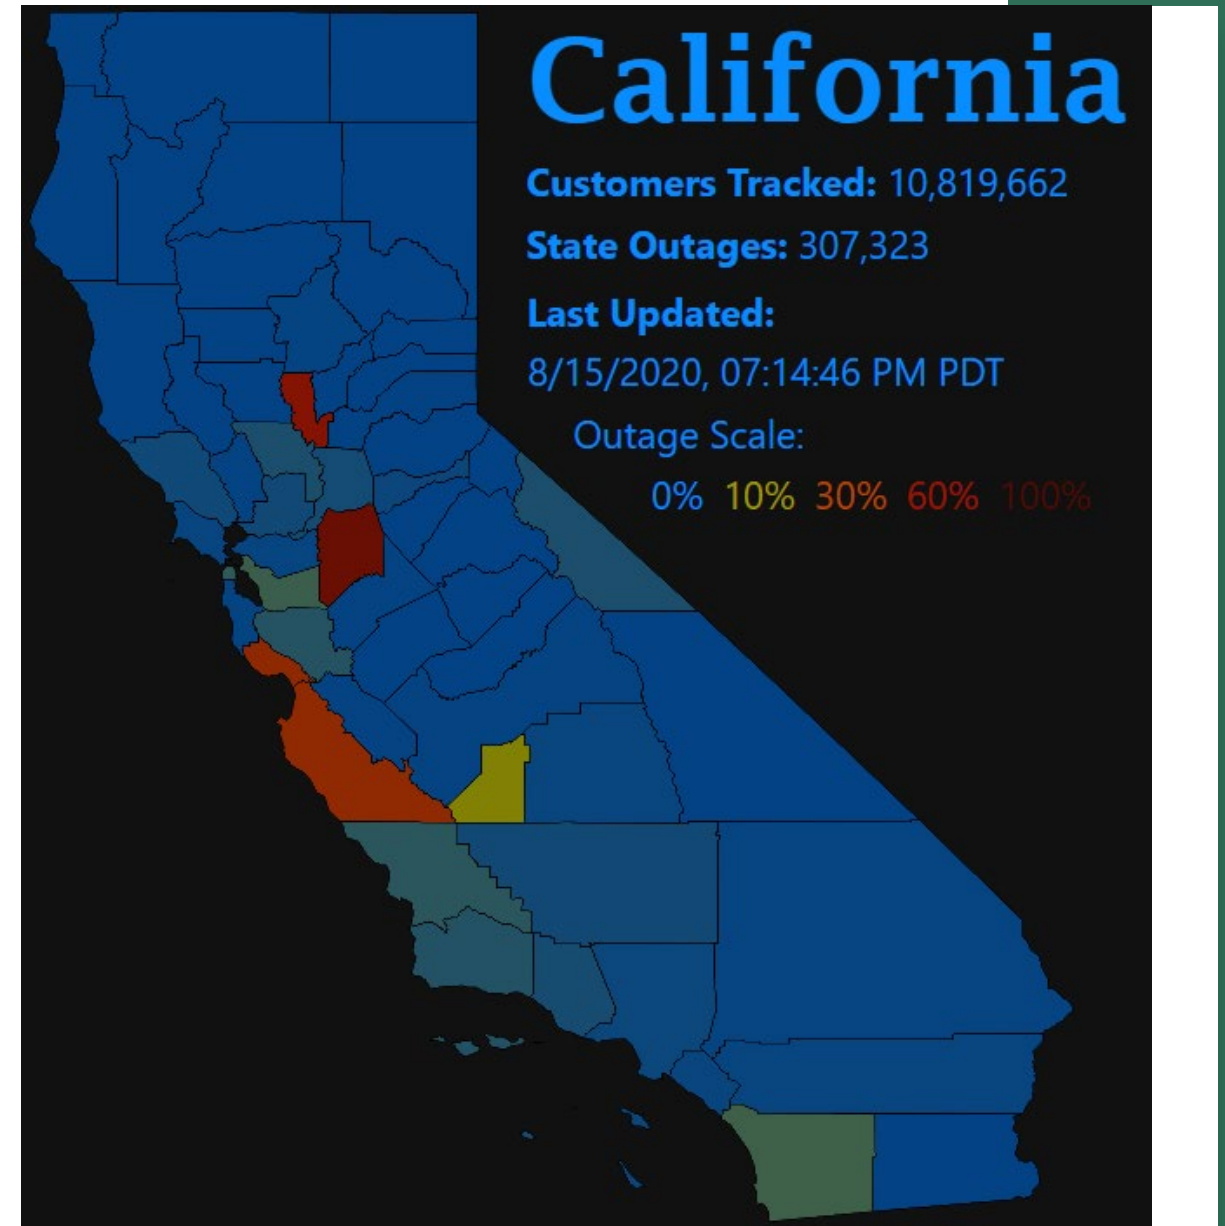 California
Customers Tracked: 10,819,662
State Outages: 307,323
Last Updated:
8/15/2020, 07:14:46 PM PDT
Outage Scale:
0% 10% 30% 60% 100%